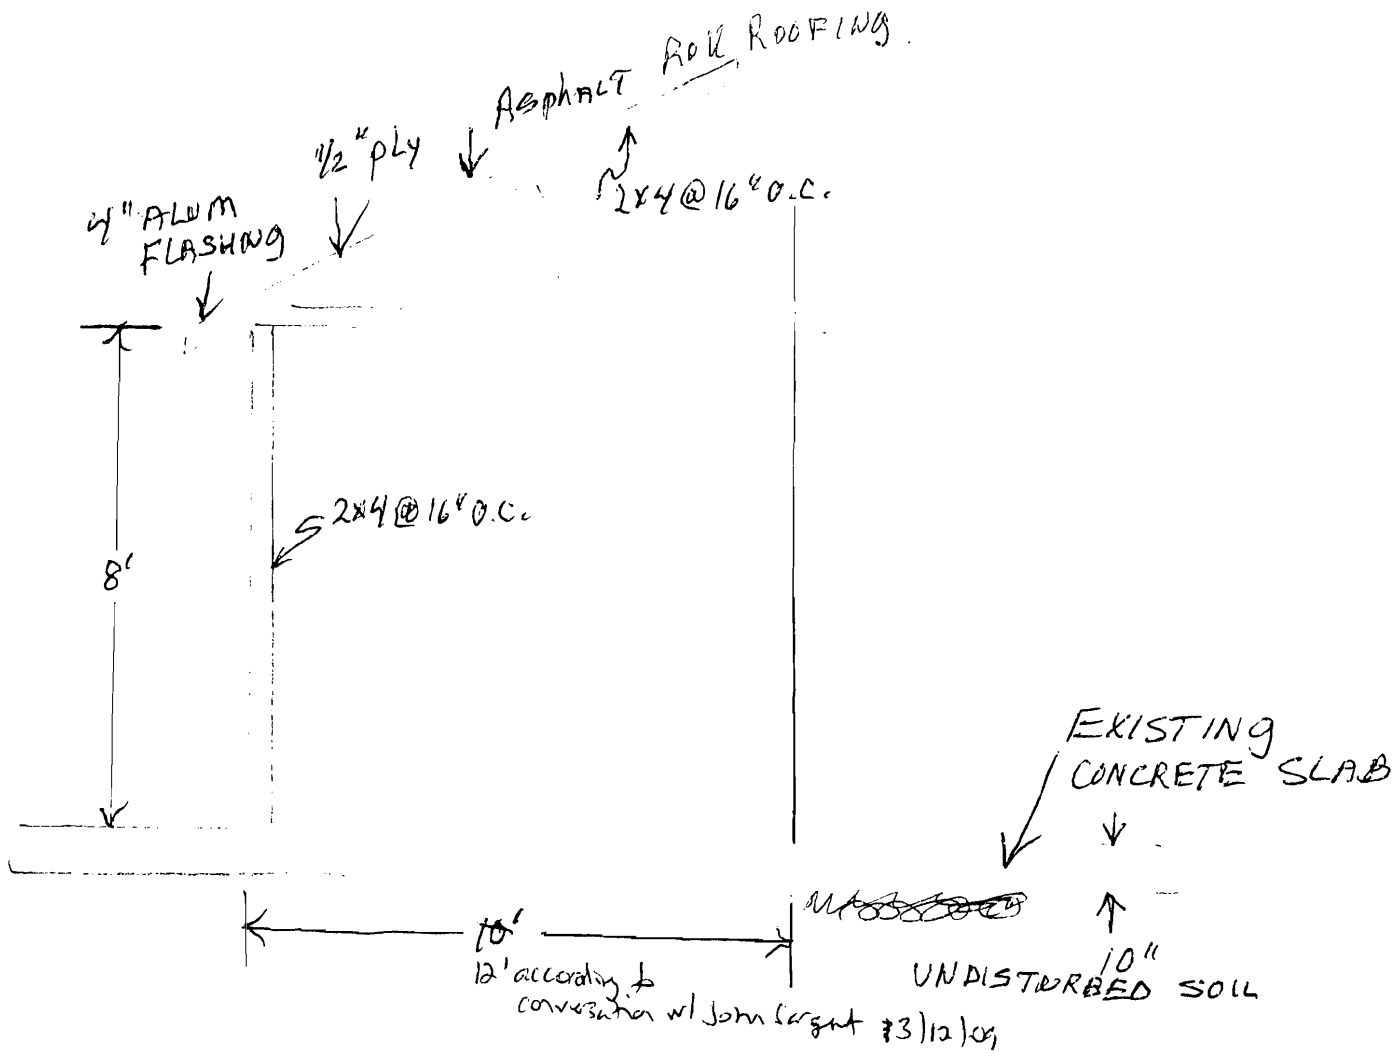 Asphalt Roll Roofing
1/2" ply
2x4 @ 16" o.c.
4" ALUM
FLASHING
2x4 @ 16" o.c.
8'
EXISTING
CONCRETE SLAB
10'
10"
UNDISTURBED SOIL
12' according to
conversation w/ John Sargent 3/12/09